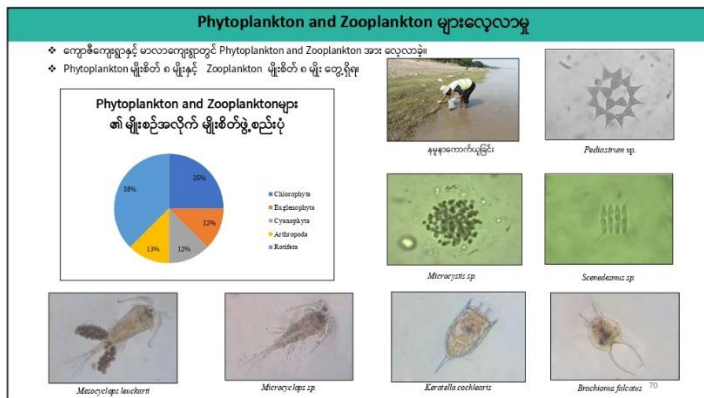 Phytoplankton and Zooplankton များလေ့လာမှု
❖ ကျောဇီကျေးရွာနှင့် မာလာကျေးရွာတွင် Phytoplankton and Zooplankton အား လေ့လာခဲ့။
❖ Phytoplankton မျိုးစိတ် ၈ မျိုးနှင့် Zooplankton မျိုးစိတ် ၈ မျိုး တွေ့ရှိရ။
Phytoplankton and Zooplanktonများ
၏ မျိုးစဉ်အလိုက် မျိုးစိတ်ဖွဲ့စည်းပုံ
38%
25%
12%
12%
13%
Chlorophyta
Euglenophyta
Cyanophyta
Arthropoda
Rotifera
နမူနာကောက်ယူခြင်း
Pediastrum sp.
Microcystis sp.
Scenedesmus sp.
Mesocyclops leuckarti
Microcyclops sp.
Keratella cochlearis
Brachionus falcatus
70